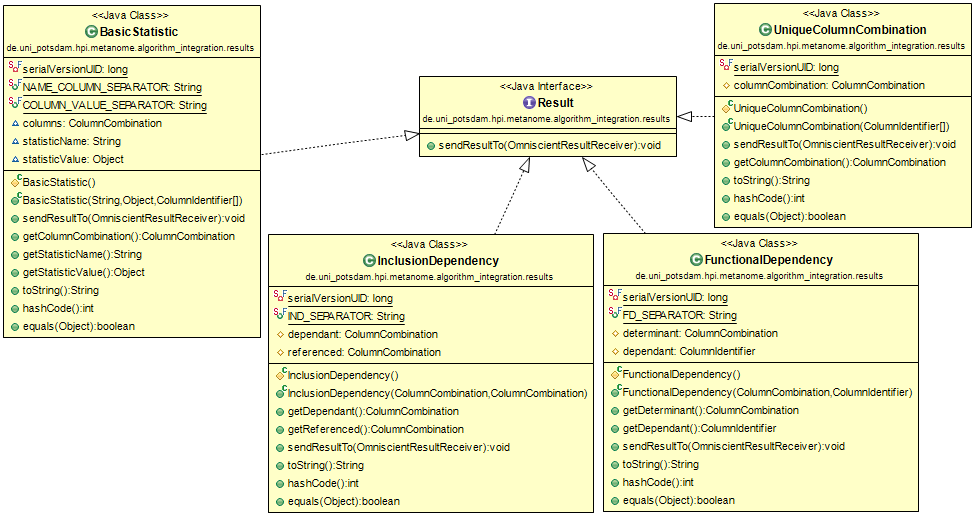 <<Java Class>>
BasicStatistic
de.uni_potsdam.hpi.metanome.algorithm_integration.results
serialVersionUID: long
NAME_COLUMN_SEPARATOR: String
COLUMN_VALUE_SEPARATOR: String
columns: ColumnCombination
statisticName: String
statisticValue: Object
BasicStatistic()
BasicStatistic(String,Object,ColumnIdentifier[])
sendResultTo(OmniscientResultReceiver):void
getColumnCombination():ColumnCombination
getStatisticName():String
getStatisticValue():Object
toString():String
hashCode():int
equals(Object):boolean
<<Java Interface>>
Result
de.uni_potsdam.hpi.metanome.algorithm_integration.results
sendResultTo(OmniscientResultReceiver):void
<<Java Class>>
UniqueColumnCombination
de.uni_potsdam.hpi.metanome.algorithm_integration.results
serialVersionUID: long
columnCombination: ColumnCombination
UniqueColumnCombination()
UniqueColumnCombination(ColumnIdentifier[])
sendResultTo(OmniscientResultReceiver):void
getColumnCombination():ColumnCombination
toString():String
hashCode():int
equals(Object):boolean
<<Java Class>>
InclusionDependency
de.uni_potsdam.hpi.metanome.algorithm_integration.results
serialVersionUID: long
IND_SEPARATOR: String
dependant: ColumnCombination
referenced: ColumnCombination
InclusionDependency()
InclusionDependency(ColumnCombination,ColumnCombination)
getDependant():ColumnCombination
getReferenced():ColumnCombination
sendResultTo(OmniscientResultReceiver):void
toString():String
hashCode():int
equals(Object):boolean
<<Java Class>>
FunctionalDependency
de.uni_potsdam.hpi.metanome.algorithm_integration.results
serialVersionUID: long
FD_SEPARATOR: String
determinant: ColumnCombination
dependant: ColumnIdentifier
FunctionalDependency()
FunctionalDependency(ColumnCombination,ColumnIdentifier)
getDeterminant():ColumnCombination
getDependant():ColumnIdentifier
sendResultTo(OmniscientResultReceiver):void
toString():String
hashCode():int
equals(Object):boolean